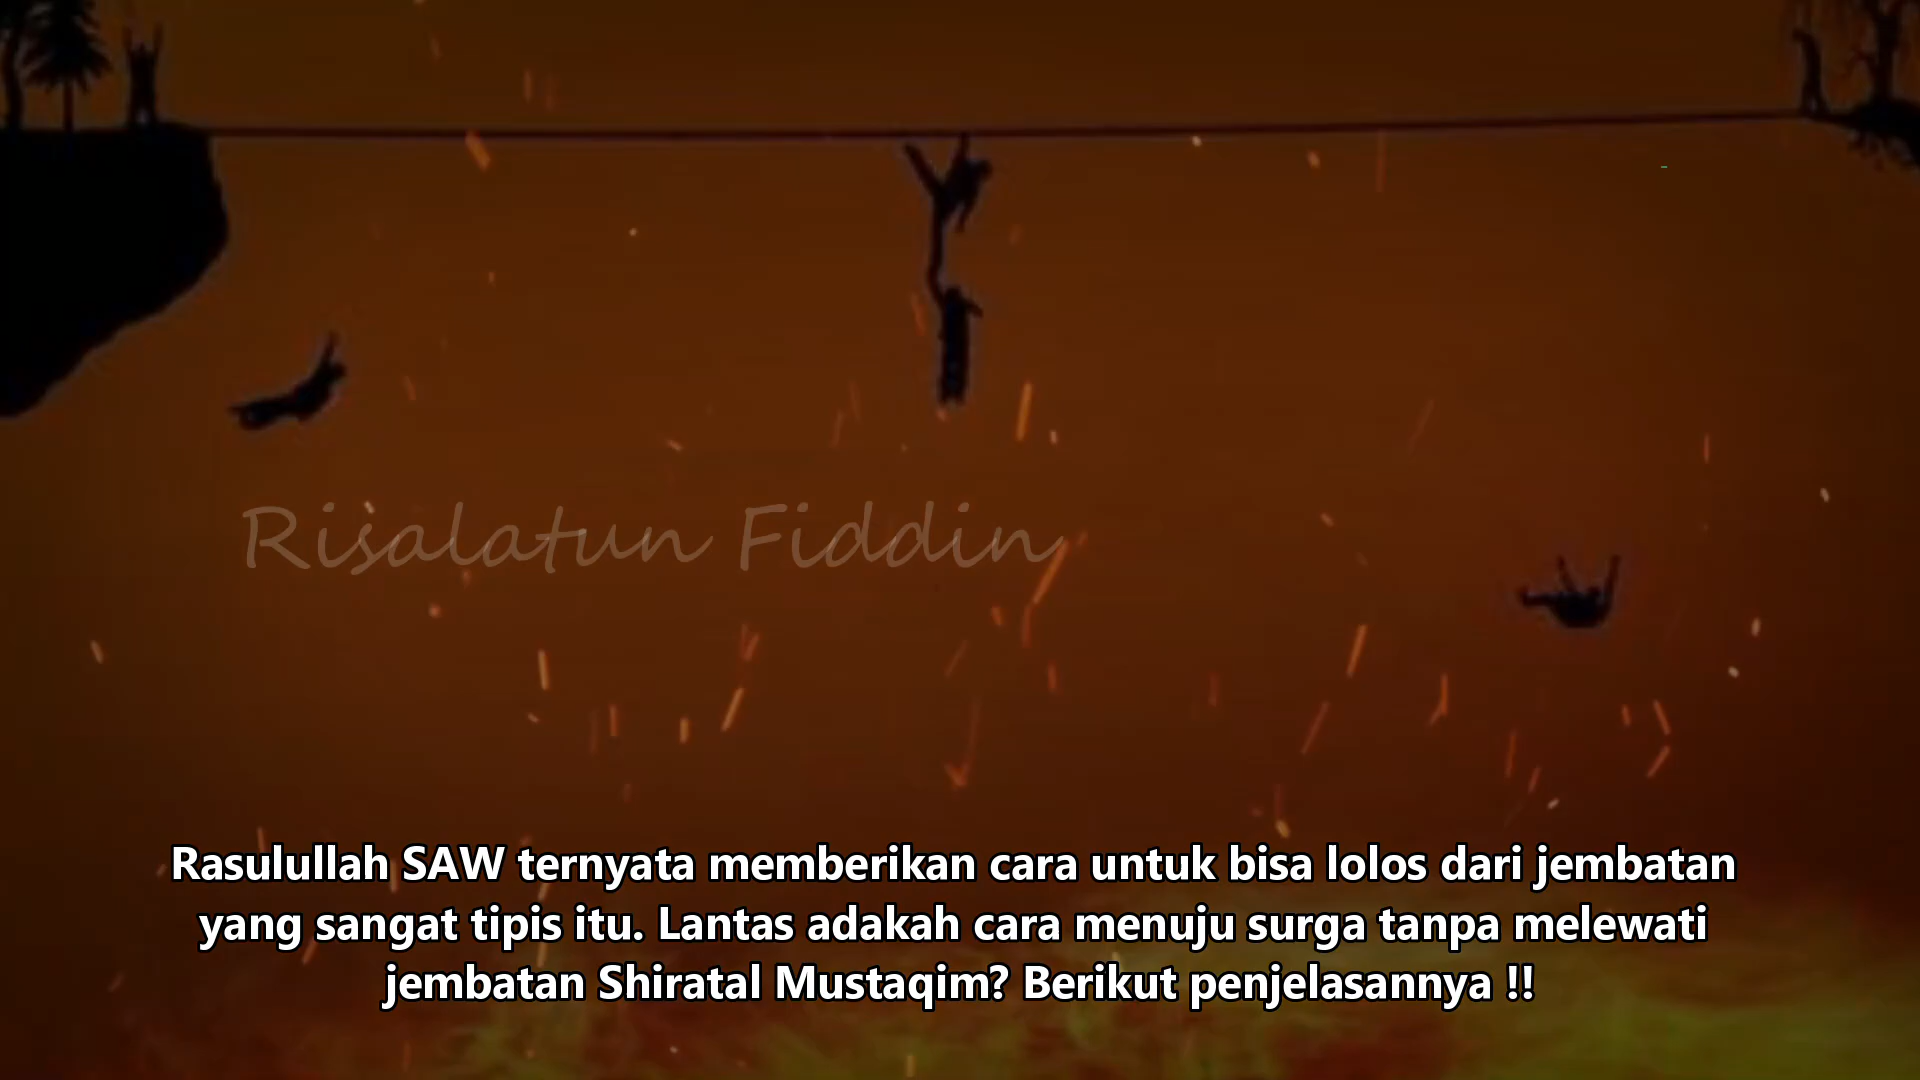 Risalatun Fiddin
Rasulullah SAW ternyata memberikan cara untuk bisa lolos dari jembatan
yang sangat tipis itu. Lantas adakah cara menuju surga tanpa melewati
jembatan Shiratal Mustaqim? Berikut penjelasannya !!